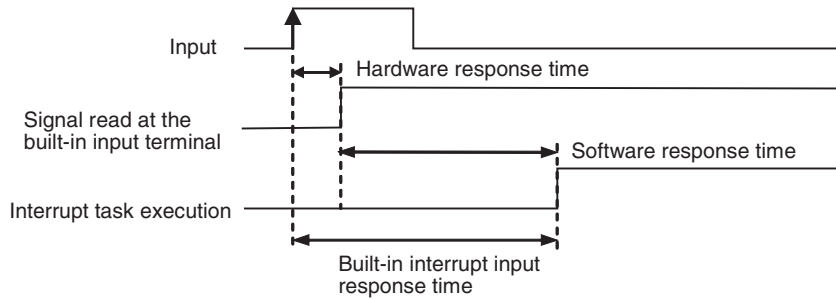 Input
Hardware response time
Signal read at the
built-in input terminal
Software response time
Interrupt task execution
Built-in interrupt input
response time